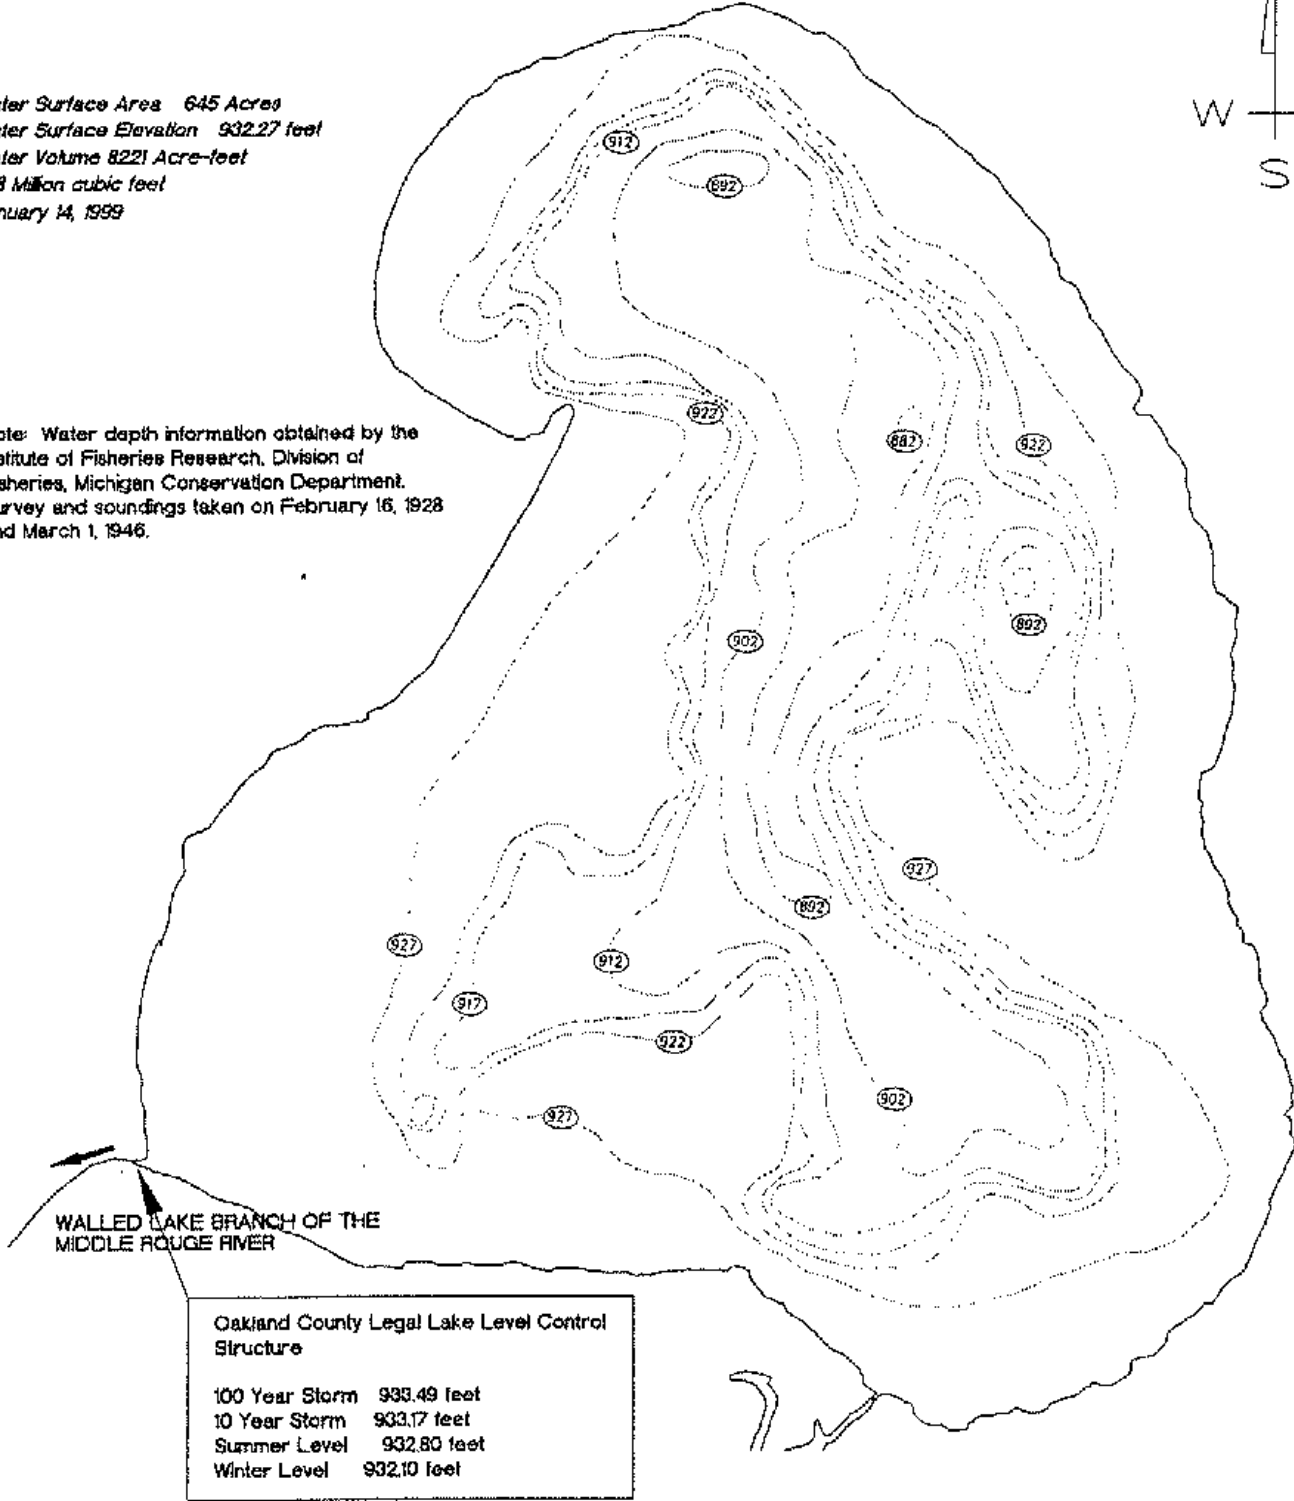 ter Surface Area 645 Acres
ter Surface Elevation 932.27 feet
ter Volume 8221 Acre-feet
8 Million cubic feet
nuary 14, 1999
W
S
ote: Water depth information obtained by the
stitute of Fisheries Research, Division of
sheries, Michigan Conservation Department.
urvey and soundings taken on February 16, 1928
nd March 1, 1946.
912
892
922
882
922
892
902
927
892
927
912
917
922
902
927
WALLED LAKE BRANCH OF THE
MIDDLE ROUGE RIVER
Oakland County Legal Lake Level Control
Structure
100 Year Storm 933.49 feet
10 Year Storm 933.17 feet
Summer Level 932.80 feet
Winter Level 932.10 feet